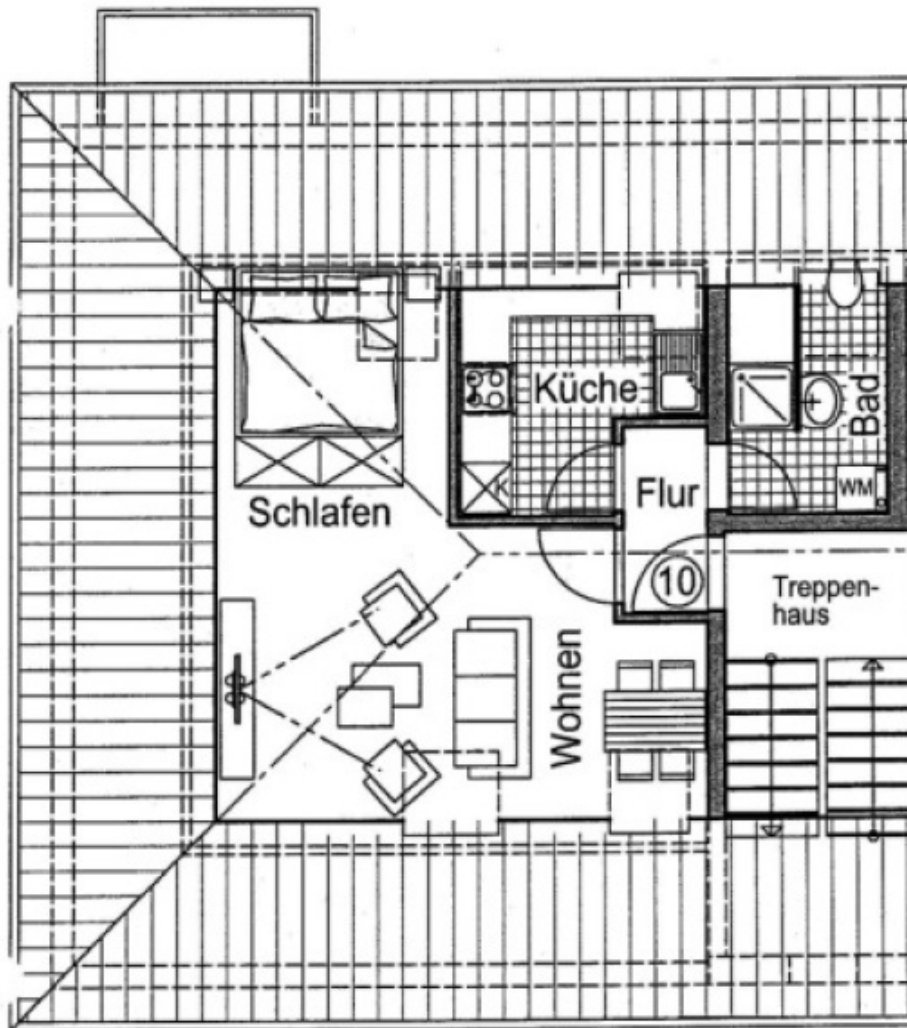 Küche
Bad
K
Flur
WM
Schlafen
10
Treppen-
haus
Wohnen